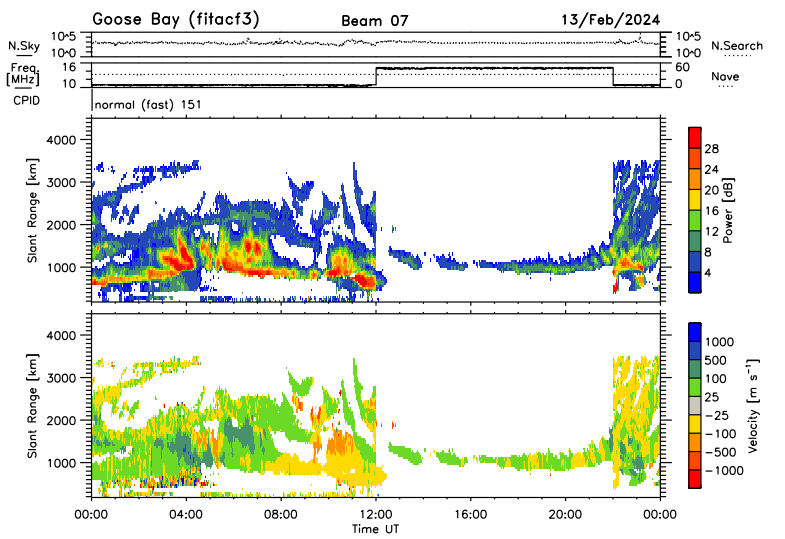 Goose Bay (fitacf3) Beam 07 13/Feb/2024
N.Sky 10^5 10^0 10^5 10^0 N.Search
Freq. [MHz] 16 10 60 0 Nave
CPID normal (fast) 151
Slant Range [km] 4000 3000 2000 1000
Power [dB] 28 24 20 16 12 8 4
Slant Range [km] 4000 3000 2000 1000
Velocity [m s⁻¹] 1000 500 100 25 −25 −100 −500 −1000
00:00 04:00 08:00 12:00 16:00 20:00 00:00
Time UT